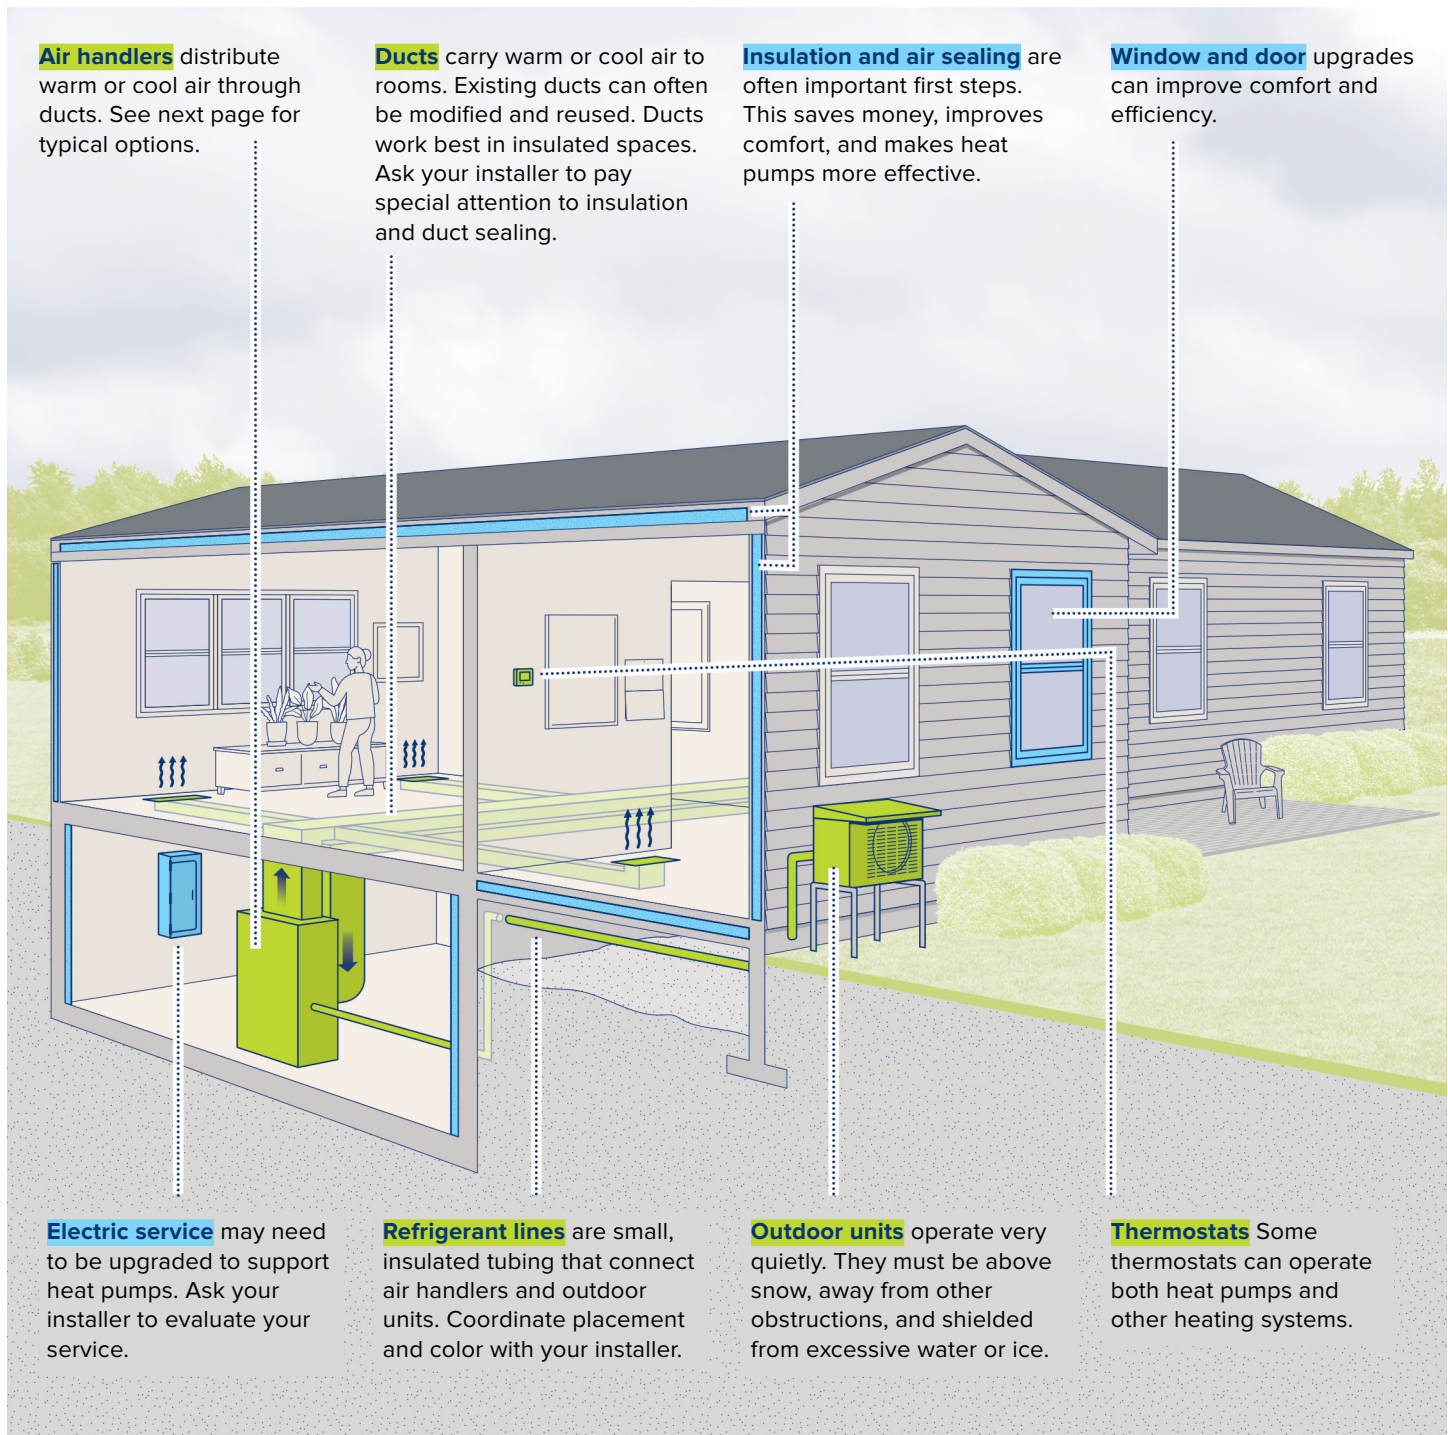 Air handlers distribute
warm or cool air through
ducts. See next page for
typical options.
Ducts carry warm or cool air to
rooms. Existing ducts can often
be modified and reused. Ducts
work best in insulated spaces.
Ask your installer to pay
special attention to insulation
and duct sealing.
Insulation and air sealing are
often important first steps.
This saves money, improves
comfort, and makes heat
pumps more effective.
Window and door upgrades
can improve comfort and
efficiency.
Electric service may need
to be upgraded to support
heat pumps. Ask your
installer to evaluate your
service.
Refrigerant lines are small,
insulated tubing that connect
air handlers and outdoor
units. Coordinate placement
and color with your installer.
Outdoor units operate very
quietly. They must be above
snow, away from other
obstructions, and shielded
from excessive water or ice.
Thermostats Some
thermostats can operate
both heat pumps and
other heating systems.